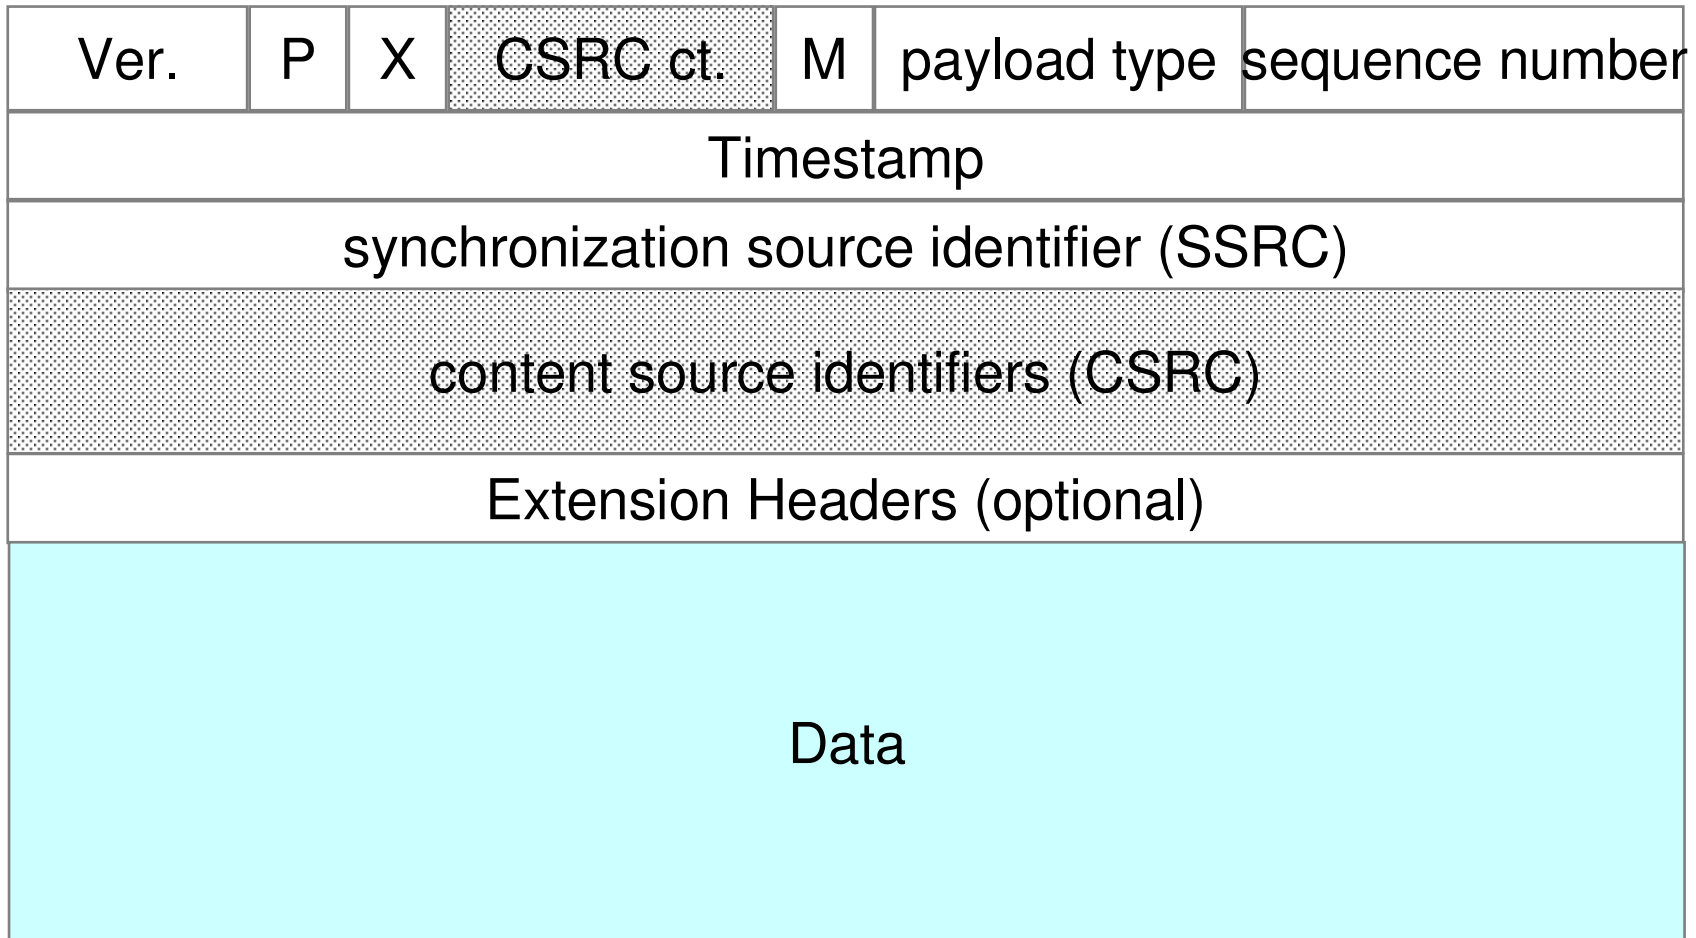 Ver. P X CSRC ct. M payload type sequence number
Timestamp
synchronization source identifier (SSRC)
content source identifiers (CSRC)
Extension Headers (optional)
Data